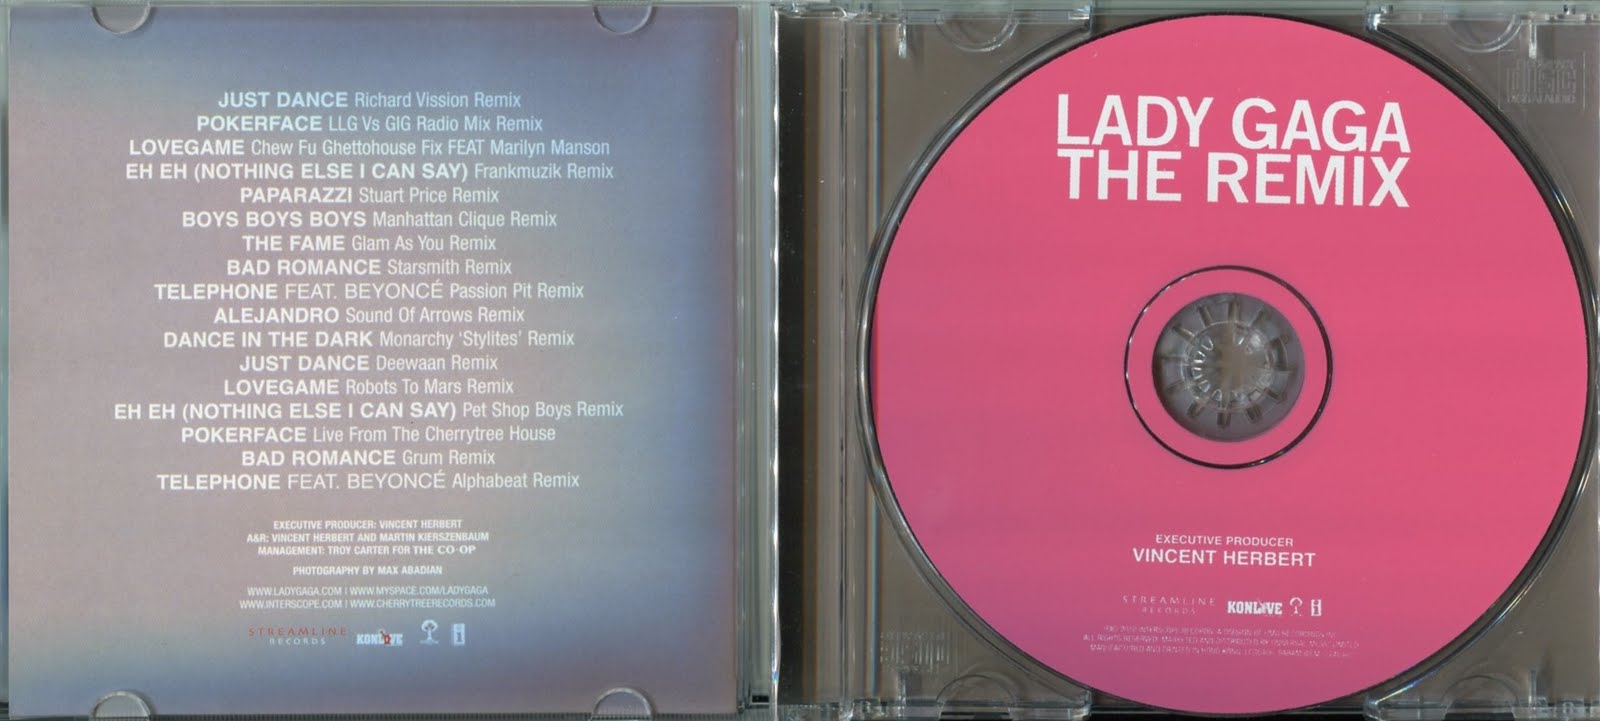 JUST DANCE Richard Vission Remix
POKERFACE LLG Vs GIG Radio Mix Remix
LOVEGAME Chew Fu Ghettohouse Fix FEAT Marilyn Manson
EH EH (NOTHING ELSE I CAN SAY) Frankmuzik Remix
PAPARAZZI Stuart Price Remix
BOYS BOYS BOYS Manhattan Clique Remix
THE FAME Glam As You Remix
BAD ROMANCE Starsmith Remix
TELEPHONE FEAT. BEYONCÉ Passion Pit Remix
ALEJANDRO Sound Of Arrows Remix
DANCE IN THE DARK Monarchy ‘Stylites’ Remix
JUST DANCE Deewaan Remix
LOVEGAME Robots To Mars Remix
EH EH (NOTHING ELSE I CAN SAY) Pet Shop Boys Remix
POKERFACE Live From The Cherrytree House
BAD ROMANCE Grum Remix
TELEPHONE FEAT. BEYONCÉ Alphabeat Remix
EXECUTIVE PRODUCER: VINCENT HERBERT
A&R: VINCENT HERBERT AND MARTIN KIERSZENBAUM
MANAGEMENT: TROY CARTER FOR THE CO-OP
PHOTOGRAPHY BY MAX ABADIAN
WWW.LADYGAGA.COM | WWW.MYSPACE.COM/LADYGAGA
WWW.INTERSCOPE.COM | WWW.CHERRYTREERECORDS.COM
STREAMLINE
RECORDS
KONLIVE
LADY GAGA
THE REMIX
EXECUTIVE PRODUCER
VINCENT HERBERT
STREAMLINE
RECORDS
KONLIVE
COMPACT
disc
DIGITAL AUDIO
ALL RIGHTS RESERVED.